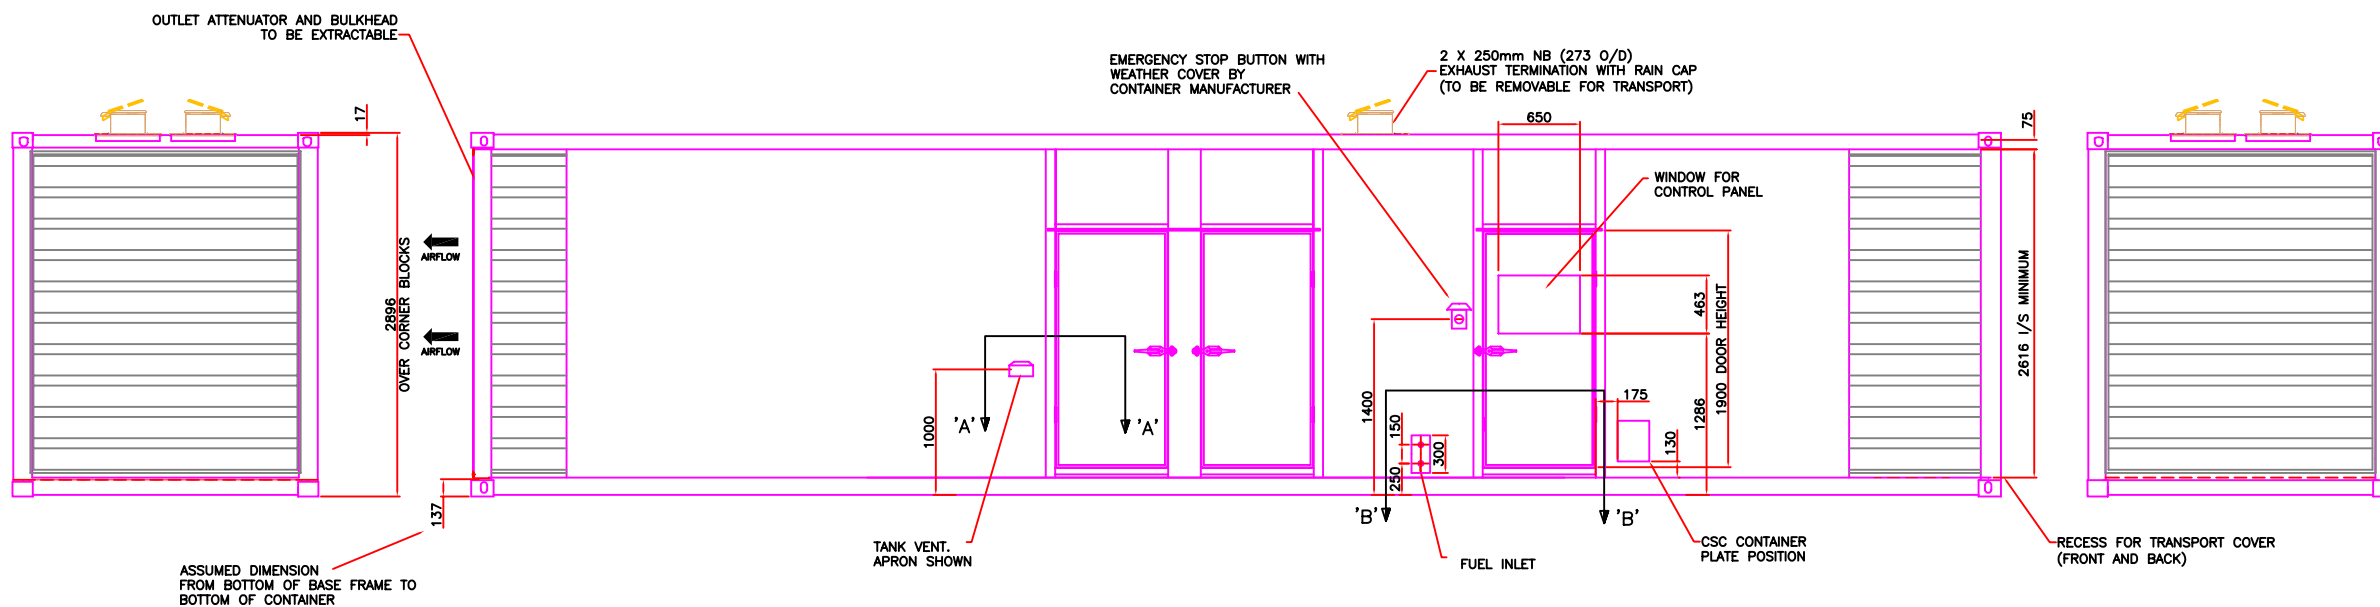 OUTLET ATTENUATOR AND BULKHEAD
TO BE EXTRACTABLE
17
2896
OVER CORNER BLOCKS
AIRFLOW
AIRFLOW
137
ASSUMED DIMENSION
FROM BOTTOM OF BASE FRAME TO
BOTTOM OF CONTAINER
1000
'A'
'A'
TANK VENT.
APRON SHOWN
EMERGENCY STOP BUTTON WITH
WEATHER COVER BY
CONTAINER MANUFACTURER
2 X 250mm NB (273 O/D)
EXHAUST TERMINATION WITH RAIN CAP
(TO BE REMOVABLE FOR TRANSPORT)
650
WINDOW FOR
CONTROL PANEL
463
1900 DOOR HEIGHT
1286
1400
150
250
300
175
130
'B'
'B'
FUEL INLET
CSC CONTAINER
PLATE POSITION
75
2616 I/S MINIMUM
RECESS FOR TRANSPORT COVER
(FRONT AND BACK)